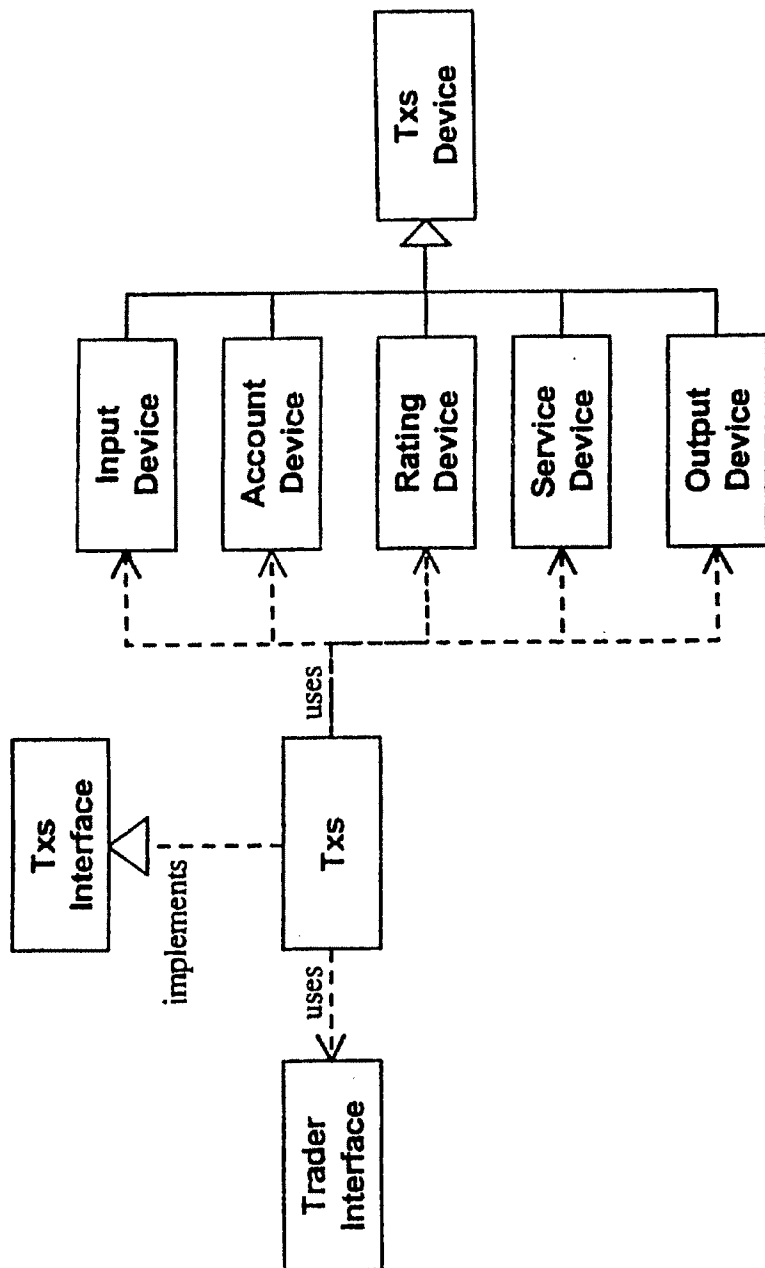 Txs
Device
Input
Device
Account
Device
Rating
Device
Service
Device
Output
Device
uses
Txs
Interface
implements
Txs
uses
Trader
Interface